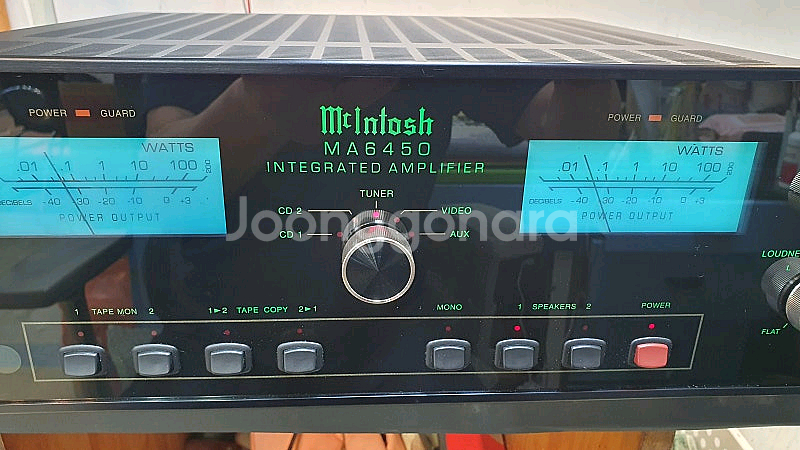 POWER GUARD
McIntosh
MA6450
INTEGRATED AMPLIFIER
POWER GUARD
WATTS
.01 .1 1 10 100 200
DECIBELS -40 -30 -20 -10 0 +3
POWER OUTPUT
WATTS
.01 .1 1 10 100 200
DECIBELS -40 -30 -20 -10 0 +3
POWER OUTPUT
TUNER
CD 2 VIDEO
CD 1 AUX
Joonggonara
LOUDNE
L
FLAT
1 TAPE MON 2 1►2 TAPE COPY 2►1 MONO 1 SPEAKERS 2 POWER